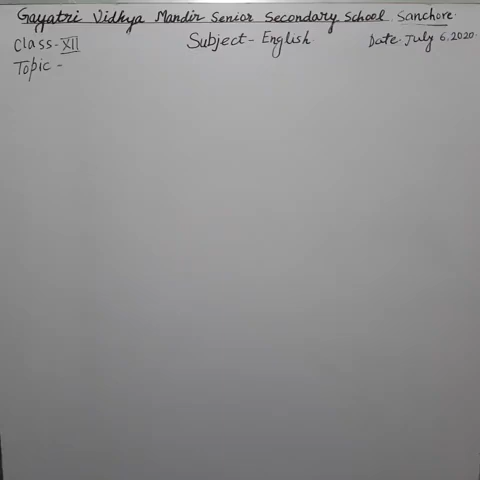 Gayatri Vidhya Mandir Senior Secondary School Sanchore.
Class-XII Subject- English. Date. July 6, 2020.
Topic -